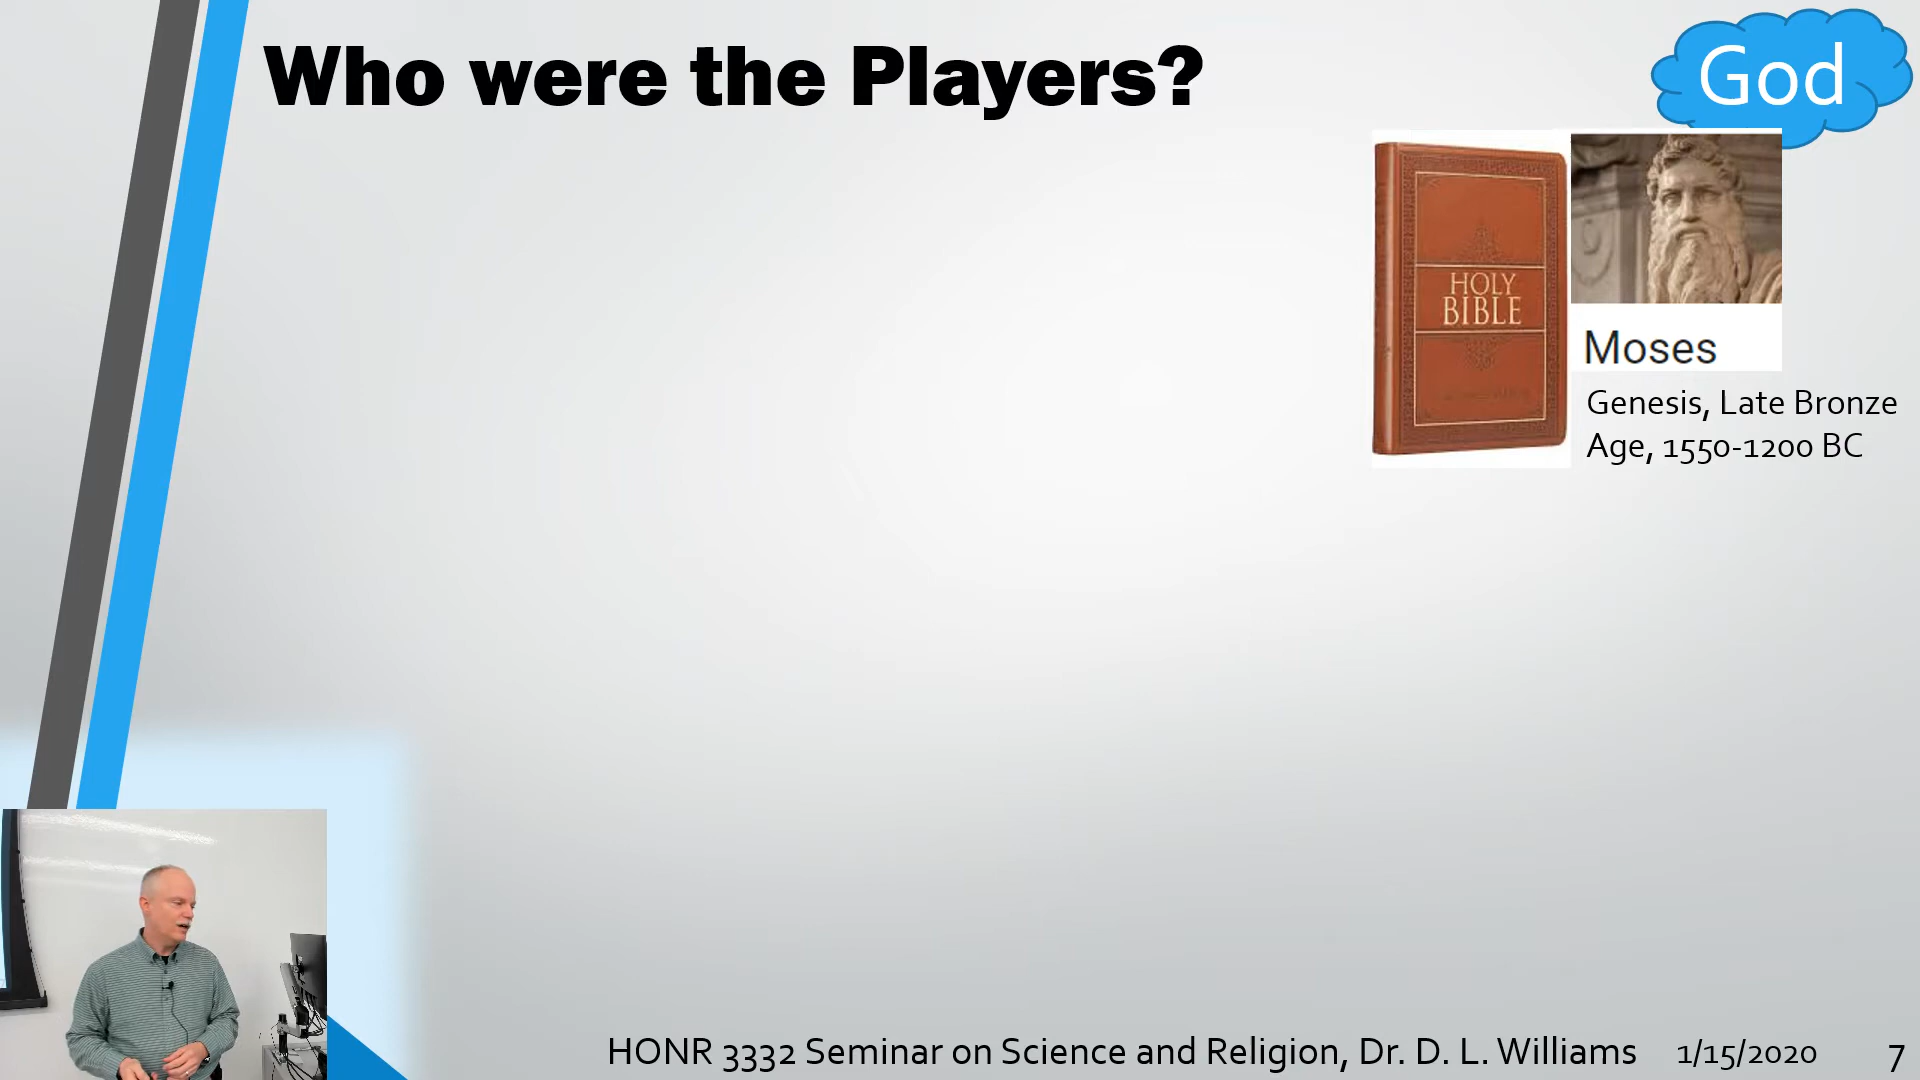 Who were the Players?
God
HOLY
BIBLE
Moses
Genesis, Late Bronze
Age, 1550-1200 BC
HONR 3332 Seminar on Science and Religion, Dr. D. L. Williams 1/15/2020 7